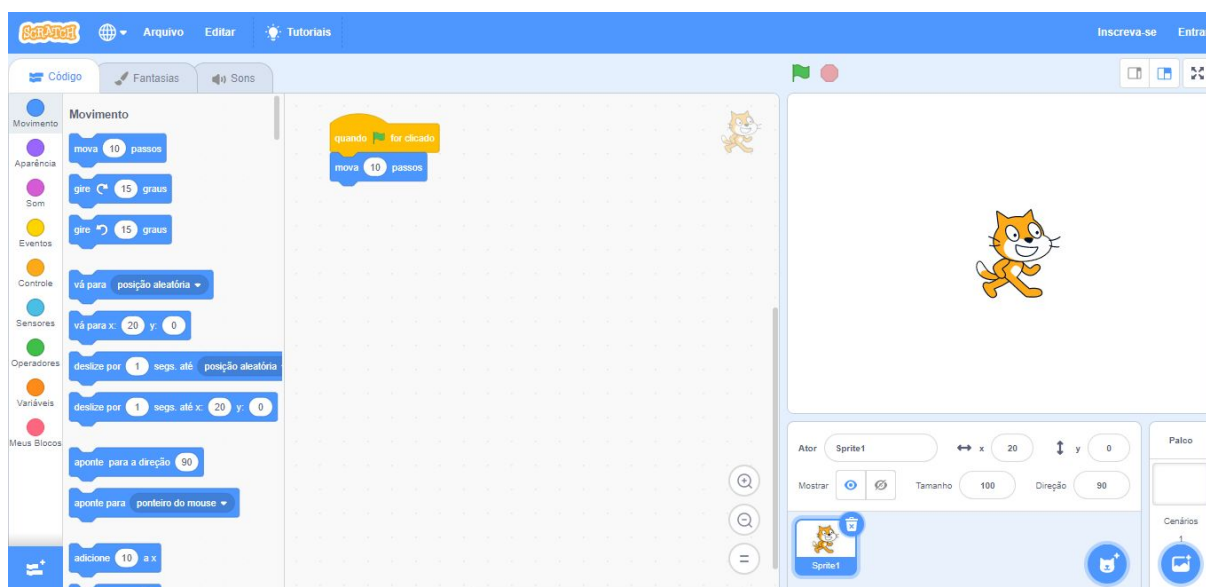 SCRATCH Arquivo Editar Tutoriais Inscreva-se Entra
Código Fantasias Sons
Movimento
Aparência
Som
Eventos
Controle
Sensores
Operadores
Variáveis
Meus Blocos
Movimento
mova 10 passos
gire 15 graus
gire 15 graus
vá para posição aleatória
vá para x: 20 y: 0
deslize por 1 segs. até posição aleatória
deslize por 1 segs. até x: 20 y: 0
aponte para a direção 90
aponte para ponteiro do mouse
adicione 10 a x
quando for clicado
mova 10 passos
Ator Sprite1 x 20 y 0
Mostrar Tamanho 100 Direção 90
Sprite1
Palco
Cenários
1